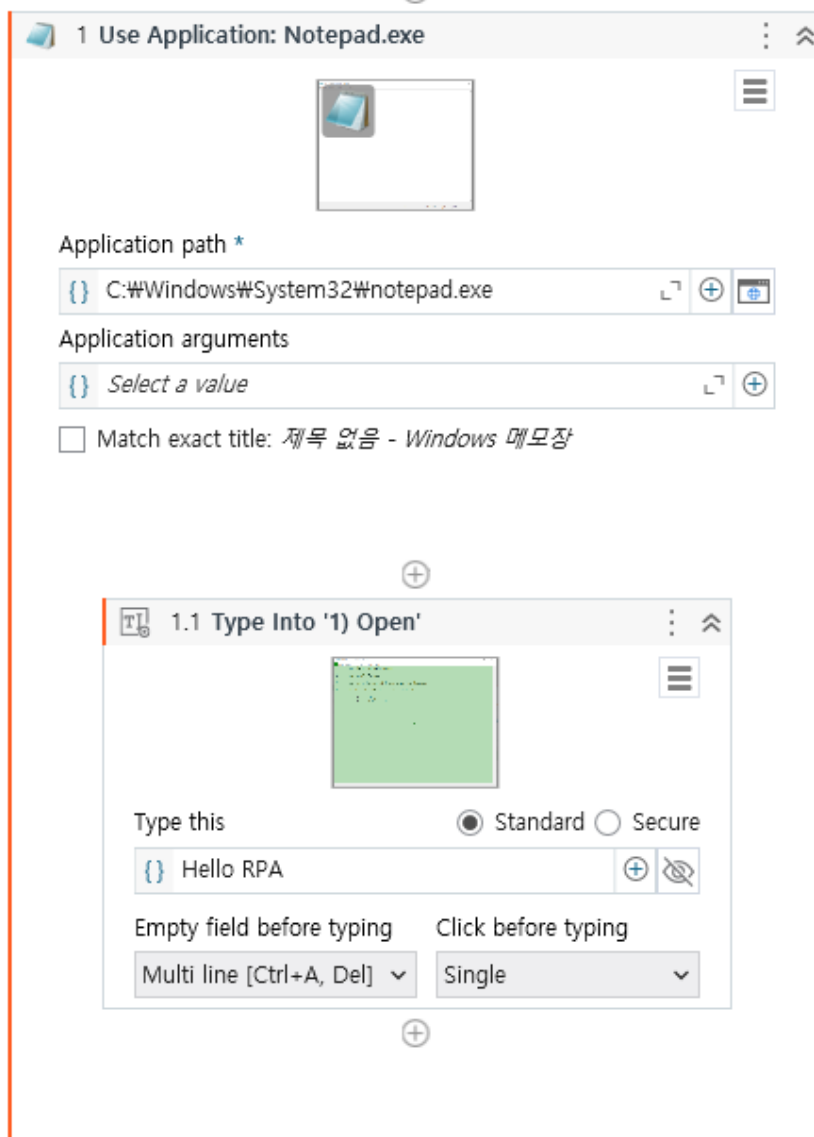 1 Use Application: Notepad.exe
Application path *
{} C:₩Windows₩System32₩notepad.exe
Application arguments
{} Select a value
Match exact title: 제목 없음 - Windows 메모장
1.1 Type Into '1) Open'
Type this Standard Secure
{} Hello RPA
Empty field before typing Click before typing
Multi line [Ctrl+A, Del] Single